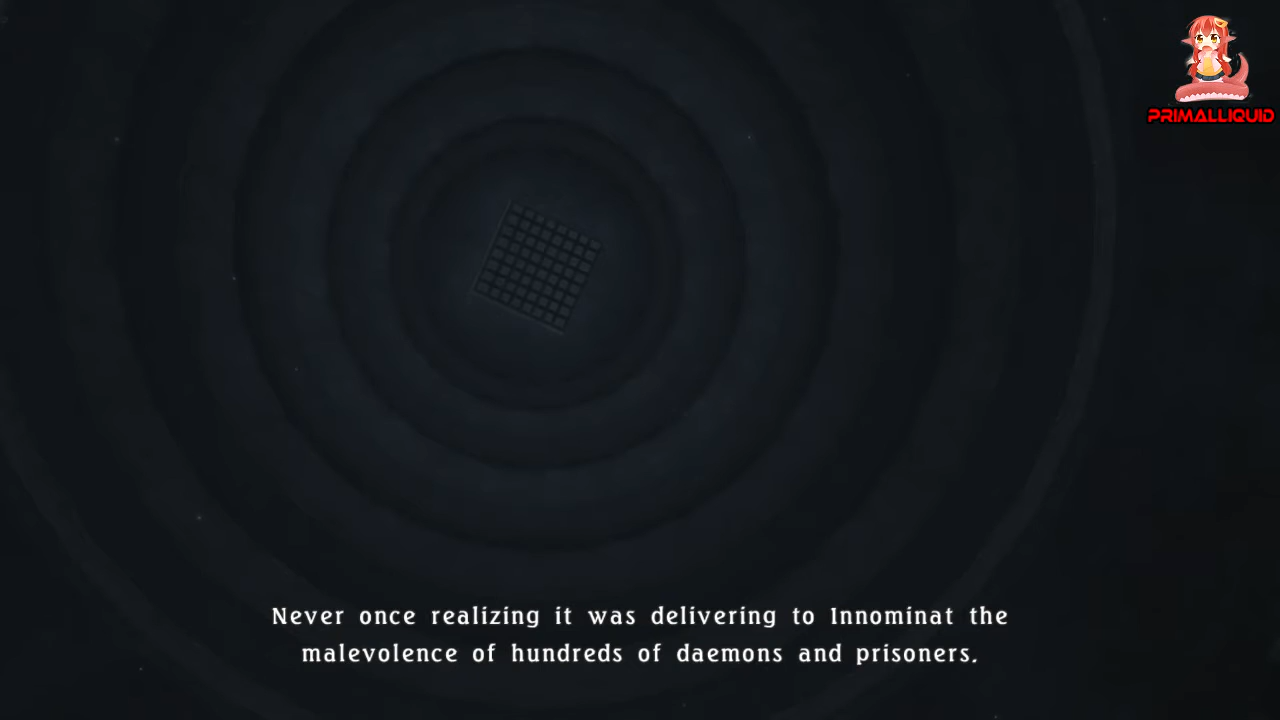 PRIMALLIQUID
Never once realizing it was delivering to Innominat the
malevolence of hundreds of daemons and prisoners.